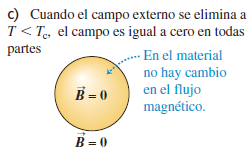 c) Cuando el campo externo se elimina a
T < Tc, el campo es igual a cero en todas
partes
En el material
no hay cambio
en el flujo
magnético.
B⃗ = 0
B⃗ = 0